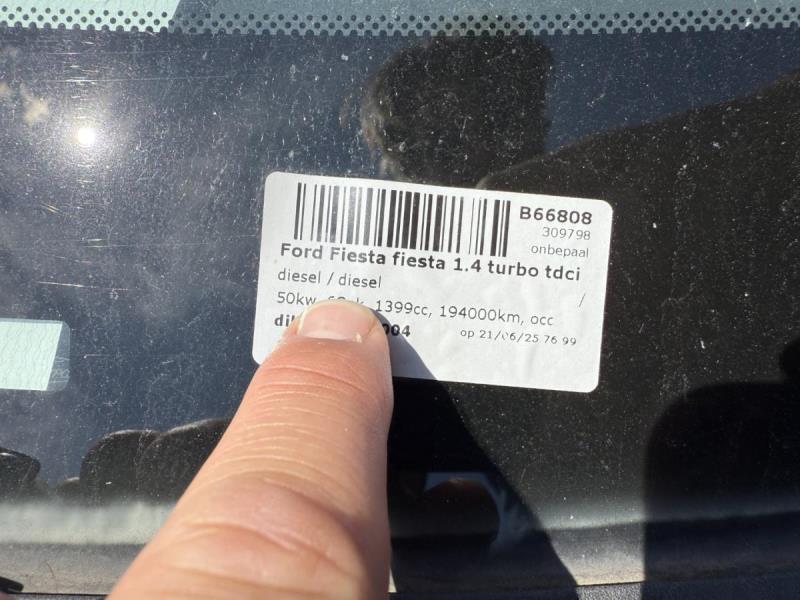 B66808
309798
onbepaal
Ford Fiesta fiesta 1.4 turbo tdci
diesel / diesel /
50kw, 1399cc, 194000km, occ
op 21/06/25 76 99